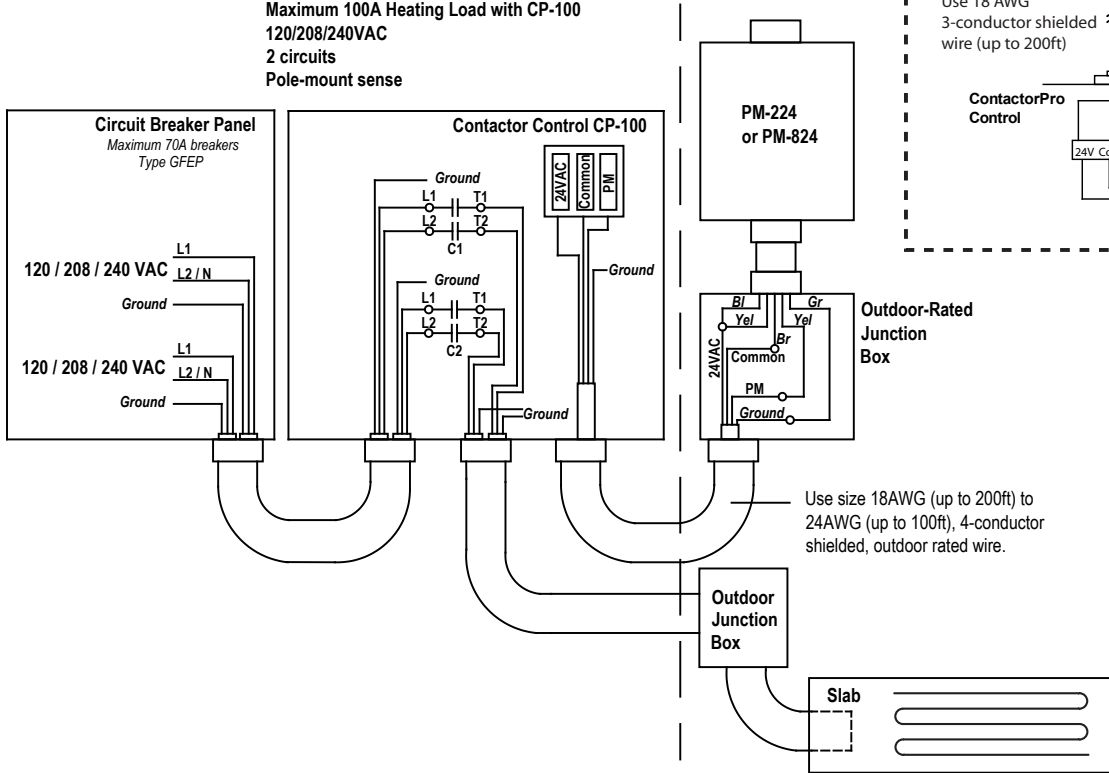 Maximum 100A Heating Load with CP-100
120/208/240VAC
2 circuits
Pole-mount sense
Use 18 AWG
3-conductor shielded
wire (up to 200ft)
ContactorPro
Control
24V
PM-224
or PM-824
Circuit Breaker Panel
Maximum 70A breakers
Type GFEP
L1
120 / 208 / 240 VAC
L2 / N
Ground
L1
120 / 208 / 240 VAC
L2 / N
Ground
Contactor Control CP-100
Ground
L1
T1
L2
T2
C1
Ground
L1
T1
L2
T2
C2
24VAC
Common
PM
Ground
Ground
Bl
Gr
Yel
Yel
Br
24VAC
Common
PM
Ground
Outdoor-Rated
Junction
Box
Use size 18AWG (up to 200ft) to
24AWG (up to 100ft), 4-conductor
shielded, outdoor rated wire.
Outdoor
Junction
Box
Slab